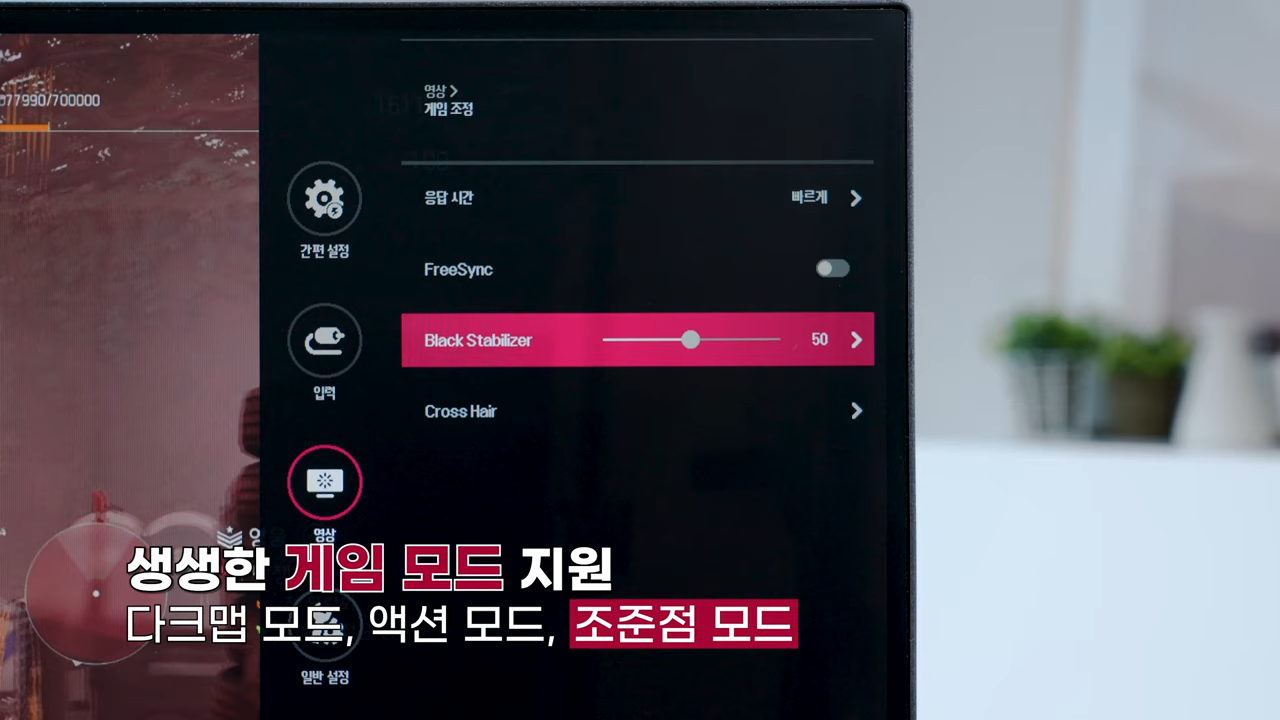 77990/700000
영상 >
게임 조정
응답 시간 빠르게
간편 설정
FreeSync
Black Stabilizer 50
입력
Cross Hair
영상
생생한 게임 모드 지원
다크맵 모드, 액션 모드, 조준점 모드
일반 설정